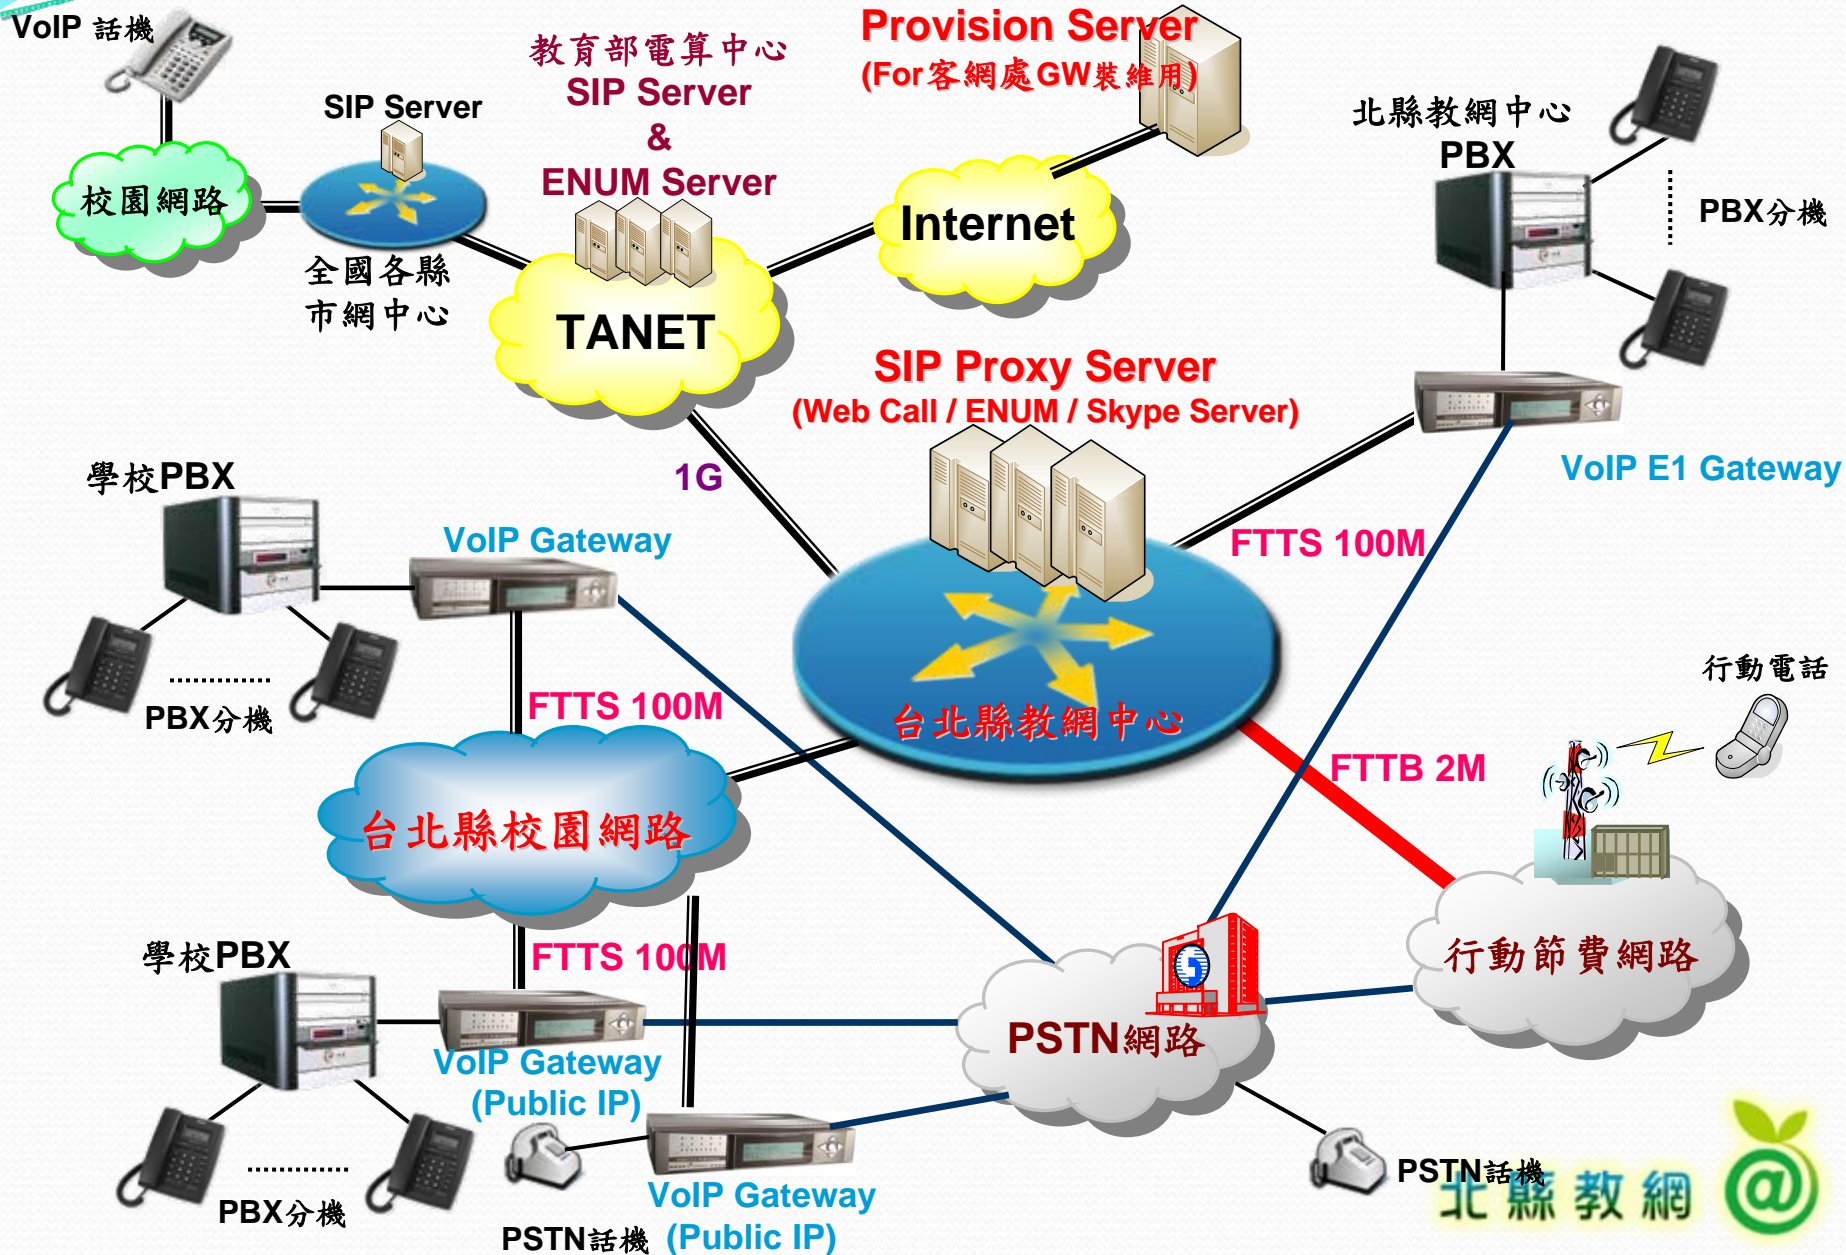 VoIP 話機
教育部電算中心
SIP Server
&
ENUM Server
Provision Server
(For客網處GW裝維用)
SIP Server
北縣教網中心
PBX
校園網路
Internet
PBX分機
全國各縣
市網中心
TANET
SIP Proxy Server
(Web Call / ENUM / Skype Server)
1G
學校PBX
VoIP E1 Gateway
VoIP Gateway
FTTS 100M
行動電話
FTTS 100M
PBX分機
台北縣教網中心
FTTB 2M
台北縣校園網路
學校PBX
FTTS 100M
行動節費網路
PSTN網路
VoIP Gateway
(Public IP)
PBX分機
PSTN話機
VoIP Gateway
(Public IP)
PSTN話機
北縣教網
@